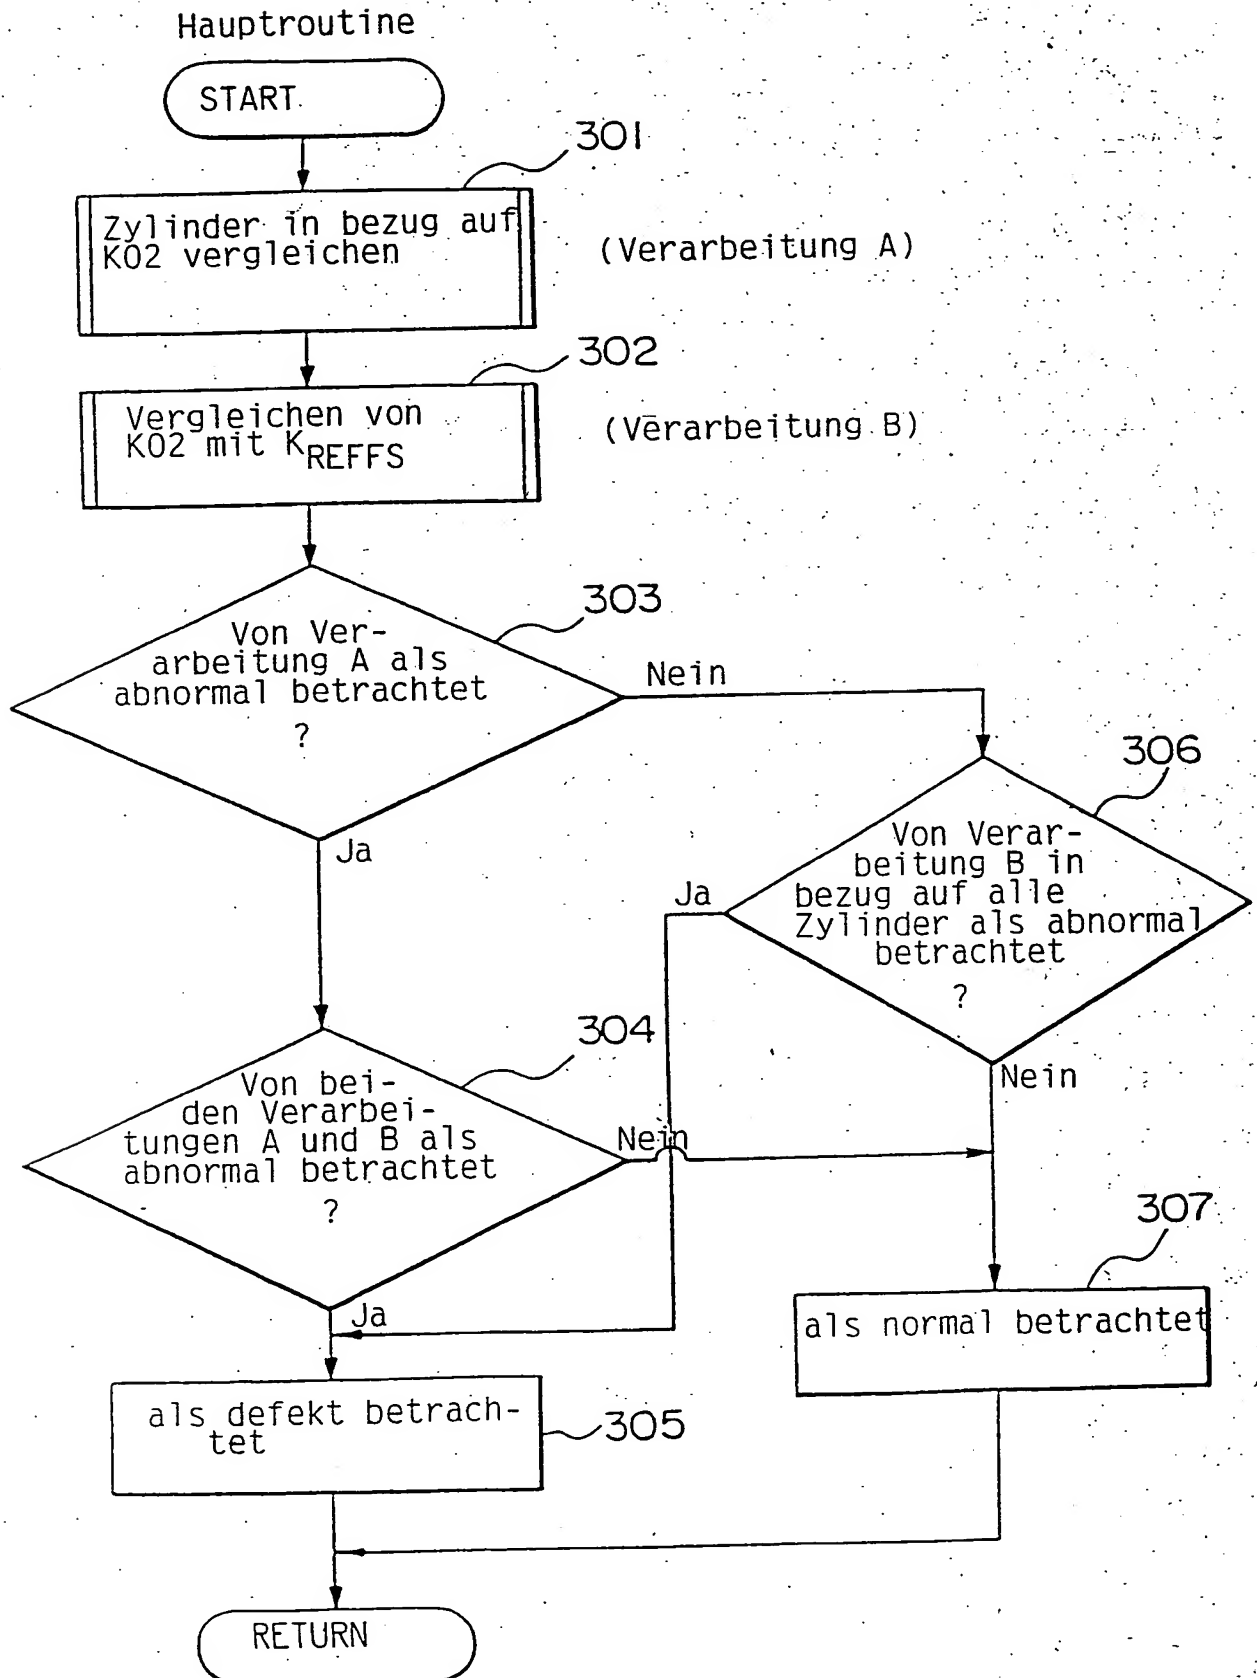 Hauptroutine
START
301
Zylinder in bezug auf
K02 vergleichen
(Verarbeitung A)
302
Vergleichen von
K02 mit KREFFS
(Verarbeitung B)
303
Von Ver-
arbeitung A als
abnormal betrachtet
?
Nein
Ja
306
Von Verar-
beitung B in
bezug auf alle
Zylinder als abnormal
betrachtet
?
Ja
Nein
304
Von bei-
den Verarbei-
tungen A und B als
abnormal betrachtet
?
Nein
Ja
307
als normal betrachtet
als defekt betrach-
tet
305
RETURN